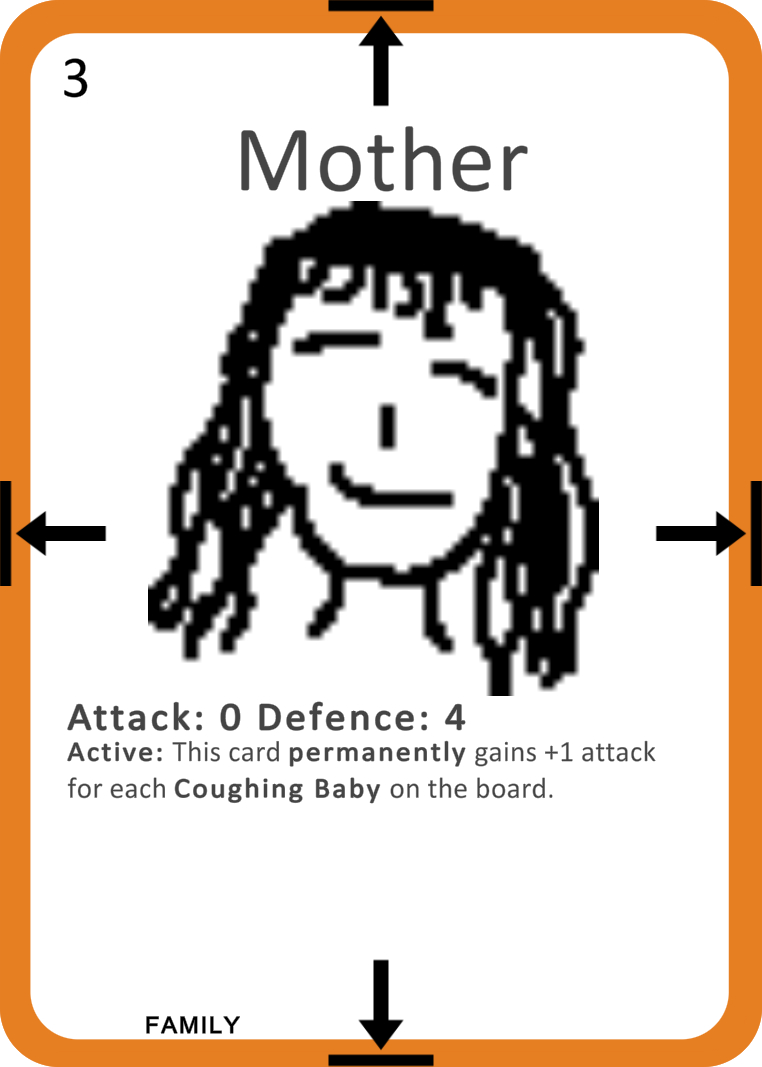 3
Mother
Attack: 0 Defence: 4
Active: This card permanently gains +1 attack
for each Coughing Baby on the board.
FAMILY